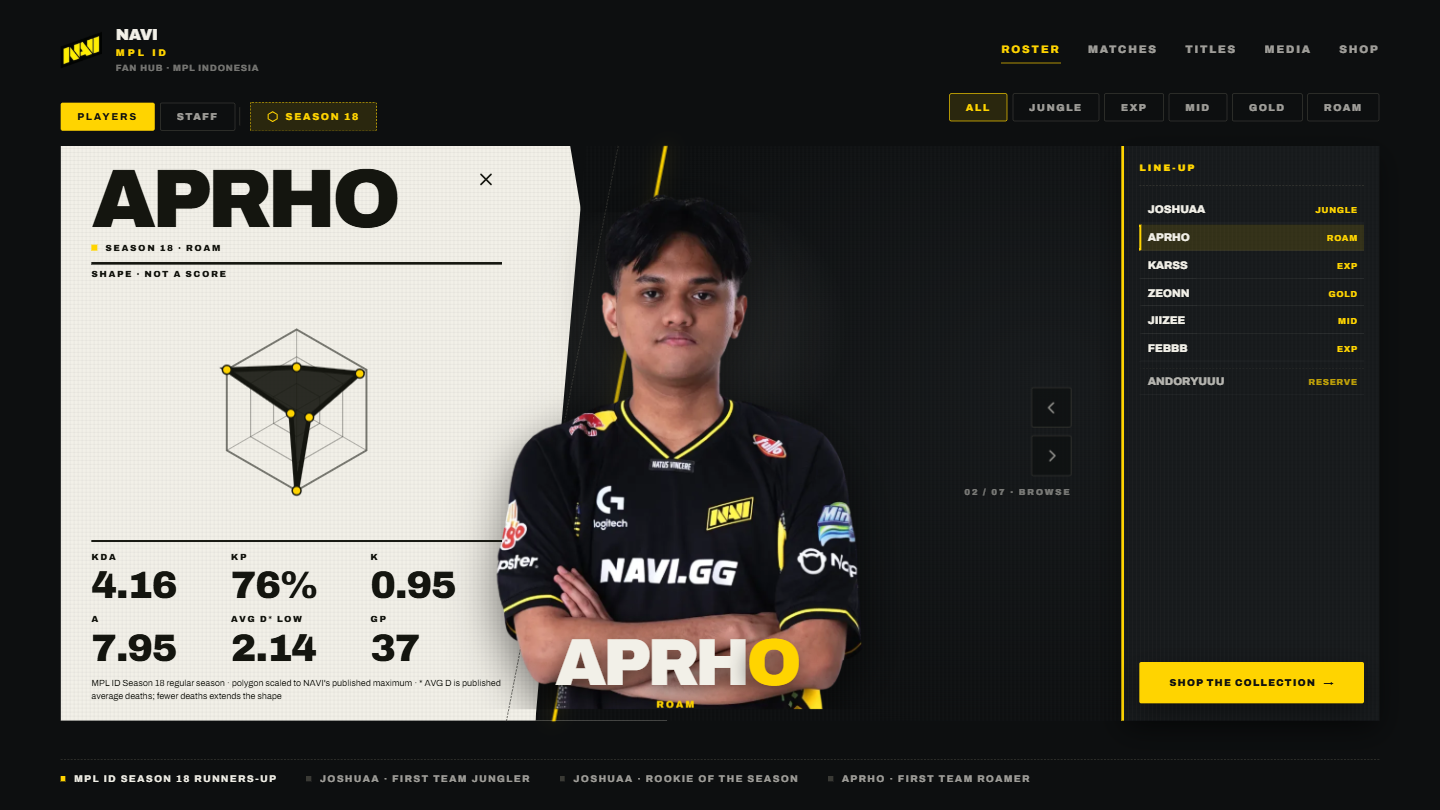 NAVI
MPL ID
FAN HUB · MPL INDONESIA
ROSTER MATCHES TITLES MEDIA SHOP
PLAYERS STAFF SEASON 18
ALL JUNGLE EXP MID GOLD ROAM
APRHO
SEASON 18 · ROAM
SHAPE · NOT A SCORE
KDA KP K
4.16 76% 0.95
A AVG D* LOW GP
7.95 2.14 37
MPL ID Season 18 regular season · polygon scaled to NAVI's published maximum · * AVG D is published
average deaths; fewer deaths extends the shape
NATUS VINCERE
logitech
NAVI
NAVI.GG
APRHO
ROAM
02 / 07 · BROWSE
LINE-UP
JOSHUAA JUNGLE
APRHO ROAM
KARSS EXP
ZEONN GOLD
JIIZEE MID
FEBBB EXP
ANDORYUUU RESERVE
SHOP THE COLLECTION →
MPL ID SEASON 18 RUNNERS-UP JOSHUAA · FIRST TEAM JUNGLER JOSHUAA · ROOKIE OF THE SEASON APRHO · FIRST TEAM ROAMER